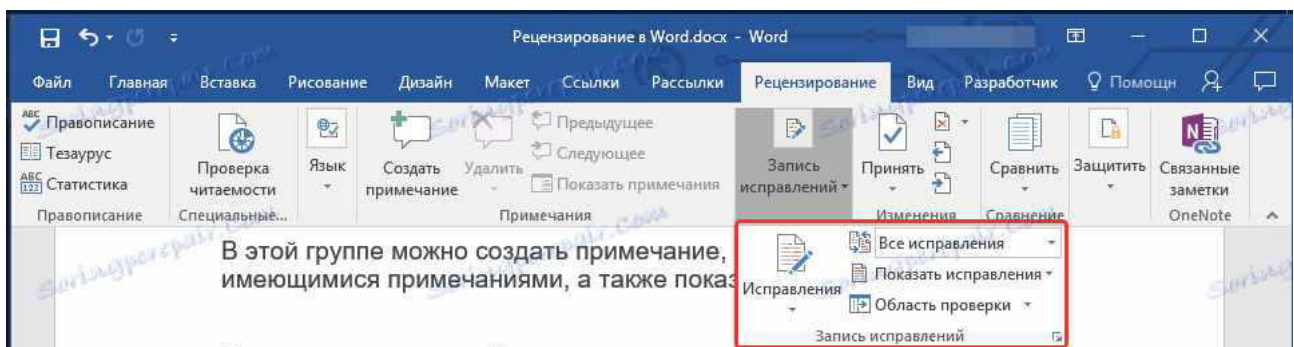 Рецензирование в Word.docx - Word
Файл Главная Вставка Рисование Дизайн Макет Ссылки Рассылки Рецензирование Вид Разработчик Помощн
ABC Правописание
Тезаурус
ABC 123 Статистика
Правописание
Проверка
читаемости
Специальные...
Язык
Создать
примечание
Удалить
Предыдущее
Следующее
Показать примечания
Примечания
Запись
исправлений
Принять
Изменения
Сравнить
Сравнение
Защитить
Связанные
заметки
OneNote
В этой группе можно создать примечание,
имеющимися примечаниями, а также показ
Исправления
Все исправления
Показать исправления
Область проверки
Запись исправлений